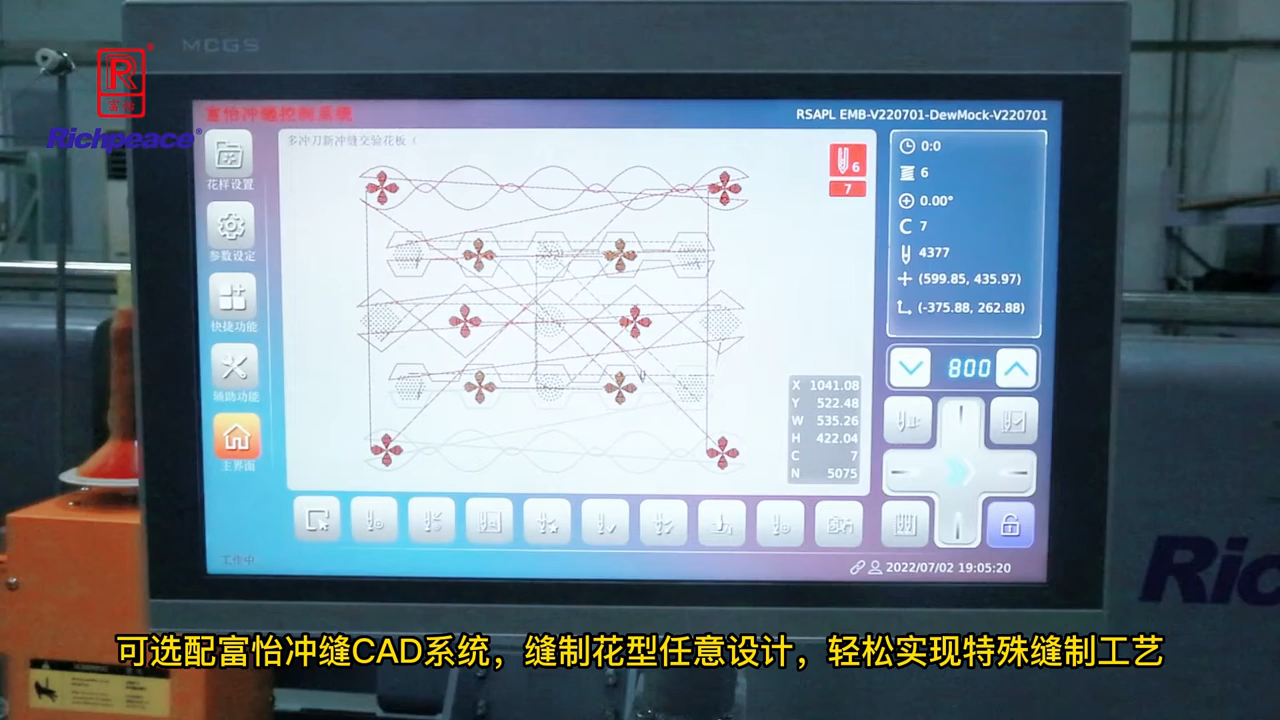 MCGS
R
富怡
Richpeace
富怡冲缝控制系统
RSAPL EMB-V220701-DewMock-V220701
多冲刀新冲缝交验花板（
花样设置
参数设定
快捷功能
辅助功能
主界面
工作中
6
7
0:0
6
0.00°
C 7
4377
(599.85, 435.97)
(-375.88, 262.88)
800
X 1041.08
Y 522.48
W 535.26
H 422.04
C 7
N 5075
2022/07/02 19:05:20
Ric
可选配富怡冲缝CAD系统，缝制花型任意设计，轻松实现特殊缝制工艺